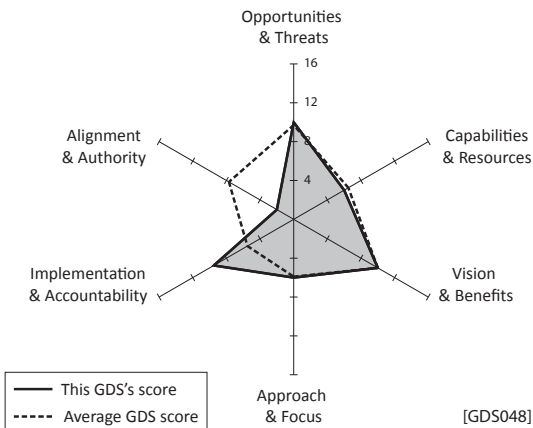 Opportunities
& Threats
16
12
8
4
Alignment
& Authority
Capabilities
& Resources
Implementation
& Accountability
Vision
& Benefits
Approach
& Focus
This GDS's score
Average GDS score
[GDS048]